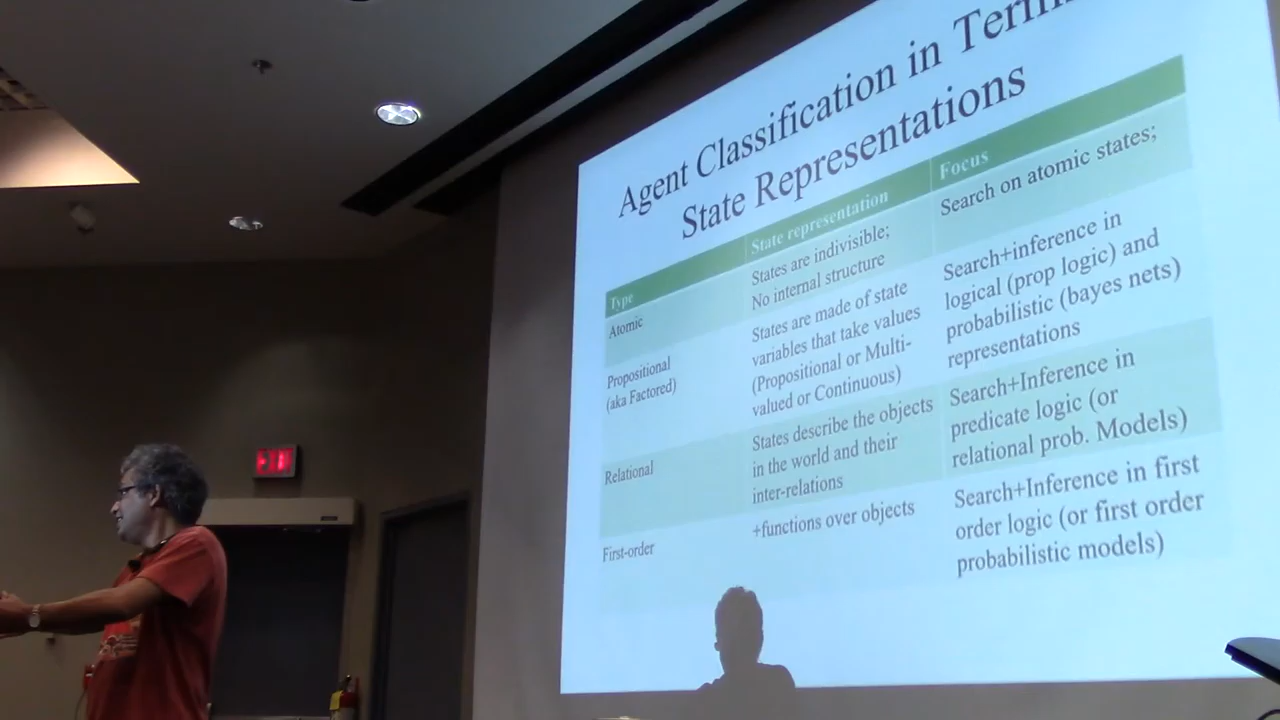 Agent Classification in
State Representations
Type
State representation
Focus
Atomic
States are indivisible;
No internal structure
Search on atomic states;
Propositional
(aka Factored)
States are made of state
variables that take values
(Propositional or Multi-
valued or Continuous)
Search+inference in
logical (prop logic) and
probabilistic (bayes nets)
representations
Relational
States describe the objects
in the world and their
inter-relations
Search+Inference in
predicate logic (or
relational prob. Models)
First-order
+functions over objects
Search+Inference in first
order logic (or first order
probabilistic models)